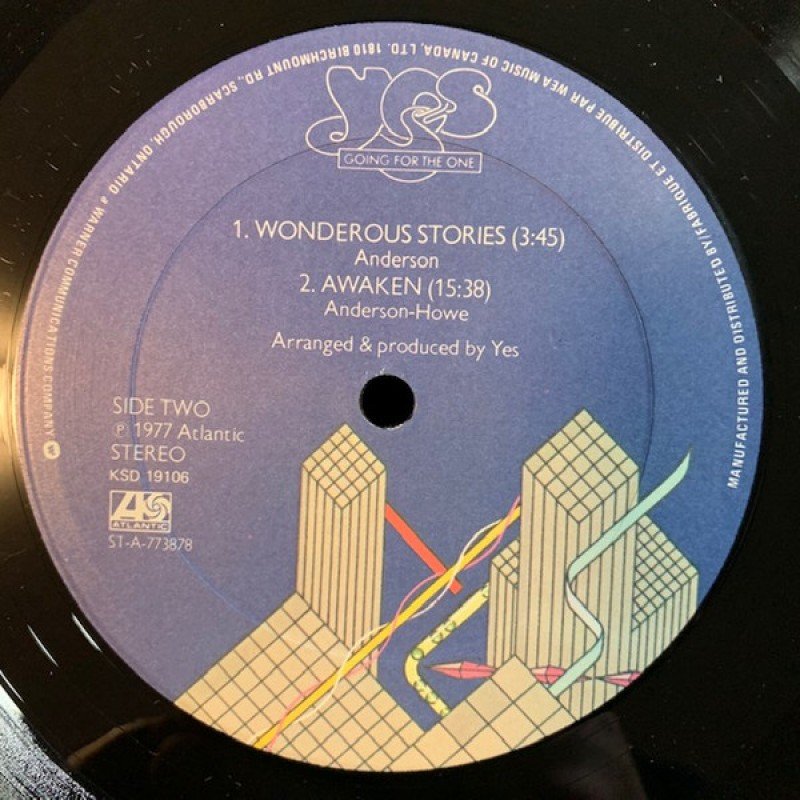 YES
GOING FOR THE ONE
1. WONDEROUS STORIES (3:45)
Anderson
2. AWAKEN (15:38)
Anderson-Howe
Arranged & produced by Yes
SIDE TWO
℗ 1977 Atlantic
STEREO
KSD 19106
ATLANTIC
ST-A-773878
MANUFACTURED AND DISTRIBUTED BY/FABRIQUE ET DISTRIBUE PAR WEA MUSIC OF CANADA, LTD. 1810 BIRCHMOUNT RD., SCARBOROUGH, ONTARIO a WARNER COMMUNICATIONS COMPANY